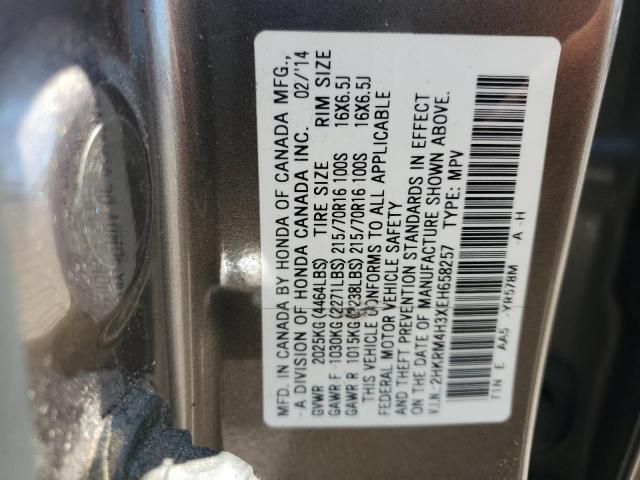 MFD. IN CANADA BY HONDA OF CANADA MFG.,
- A DIVISION OF HONDA CANADA INC. 02/'14
GVWR 2025KG(4464LBS) TIRE SIZE RIM SIZE
GAWR F 1030KG(2271LBS) 215/70R16 100S 16X6.5J
GAWR R 1015KG(2238LBS) 215/70R16 100S 16X6.5J
THIS VEHICLE CONFORMS TO ALL APPLICABLE
FEDERAL MOTOR VEHICLE SAFETY
AND THEFT PREVENTION STANDARDS IN EFFECT
ON THE DATE OF MANUFACTURE SHOWN ABOVE.
V.I.N.:2HKRM4H3XEH658257 TYPE: MPV
T1N E AA5 -YR578M -A -H